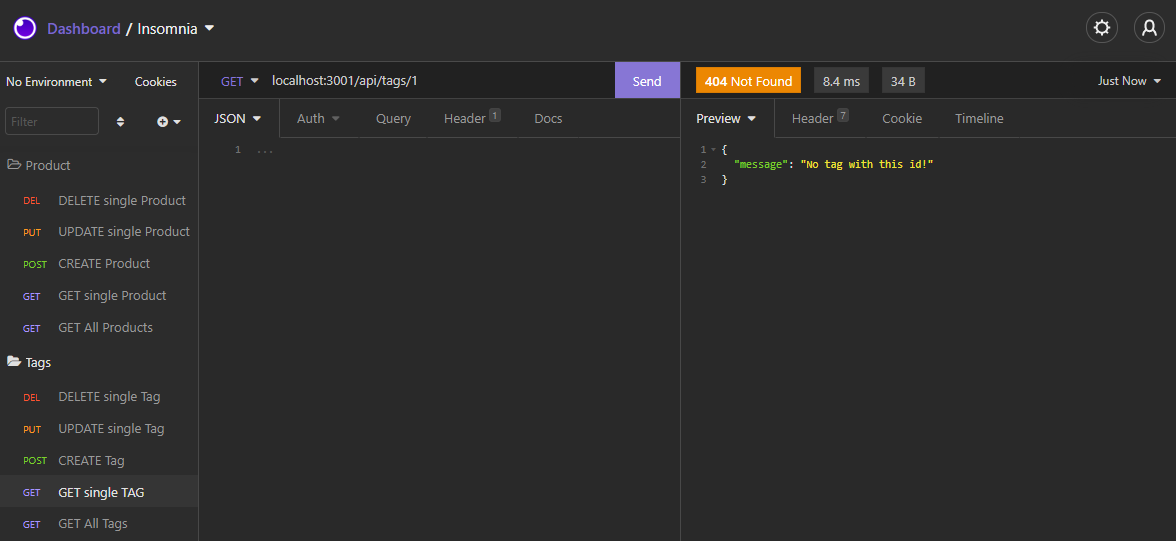 Dashboard / Insomnia
No Environment Cookies
GET localhost:3001/api/tags/1 Send
404 Not Found 8.4 ms 34 B Just Now
Filter
JSON Auth Query Header 1 Docs
Preview Header 7 Cookie Timeline
1 ...
1 {
2 "message": "No tag with this id!"
3 }
Product
DEL DELETE single Product
PUT UPDATE single Product
POST CREATE Product
GET GET single Product
GET GET All Products
Tags
DEL DELETE single Tag
PUT UPDATE single Tag
POST CREATE Tag
GET GET single TAG
GET GET All Tags